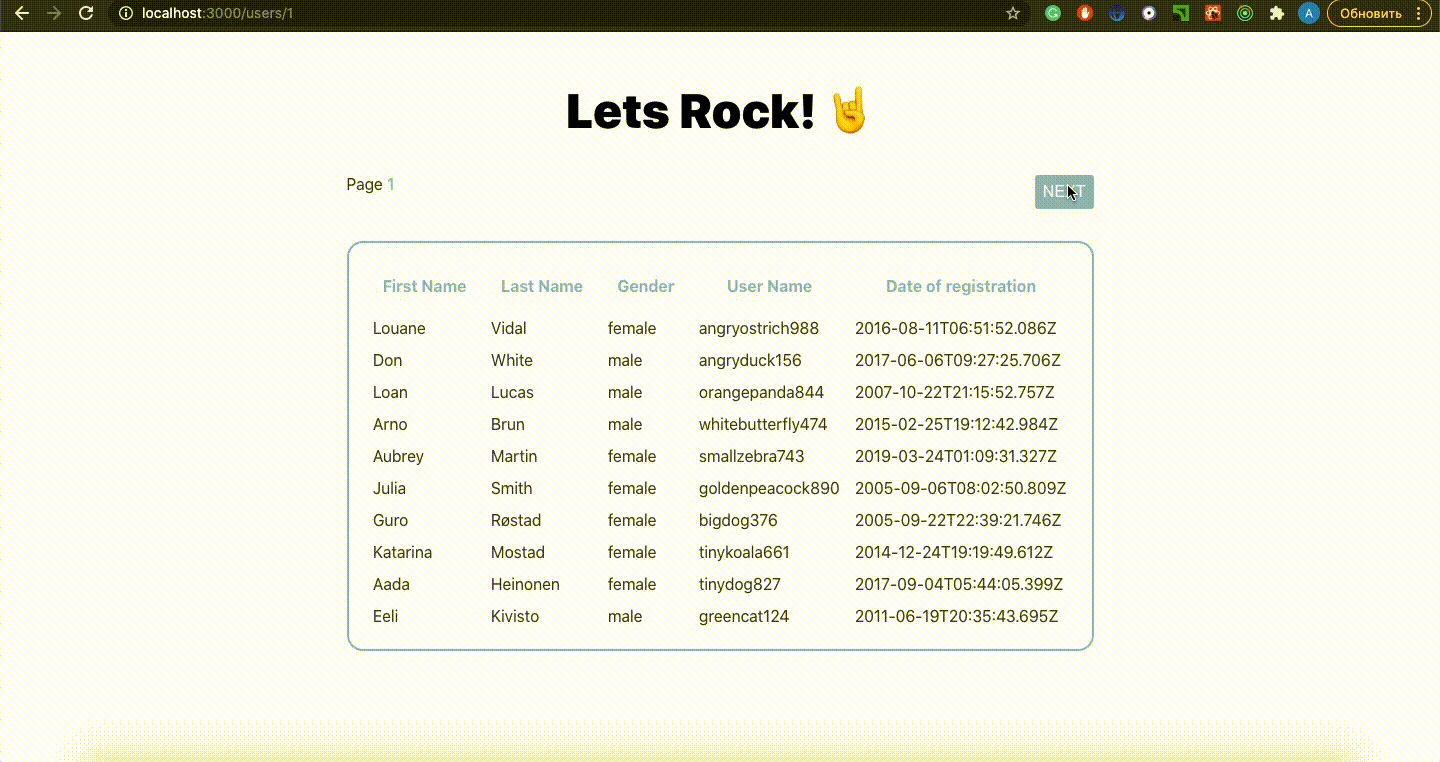 localhost:3000/users/1
A
Обновить
Lets Rock! 🤘
Page 1
NEXT
First Name Last Name Gender User Name Date of registration
Louane Vidal female angryostrich988 2016-08-11T06:51:52.086Z
Don White male angryduck156 2017-06-06T09:27:25.706Z
Loan Lucas male orangepanda844 2007-10-22T21:15:52.757Z
Arno Brun male whitebutterfly474 2015-02-25T19:12:42.984Z
Aubrey Martin female smallzebra743 2019-03-24T01:09:31.327Z
Julia Smith female goldenpeacock890 2005-09-06T08:02:50.809Z
Guro Røstad female bigdog376 2005-09-22T22:39:21.746Z
Katarina Mostad female tinykoala661 2014-12-24T19:19:49.612Z
Aada Heinonen female tinydog827 2017-09-04T05:44:05.399Z
Eeli Kivisto male greencat124 2011-06-19T20:35:43.695Z